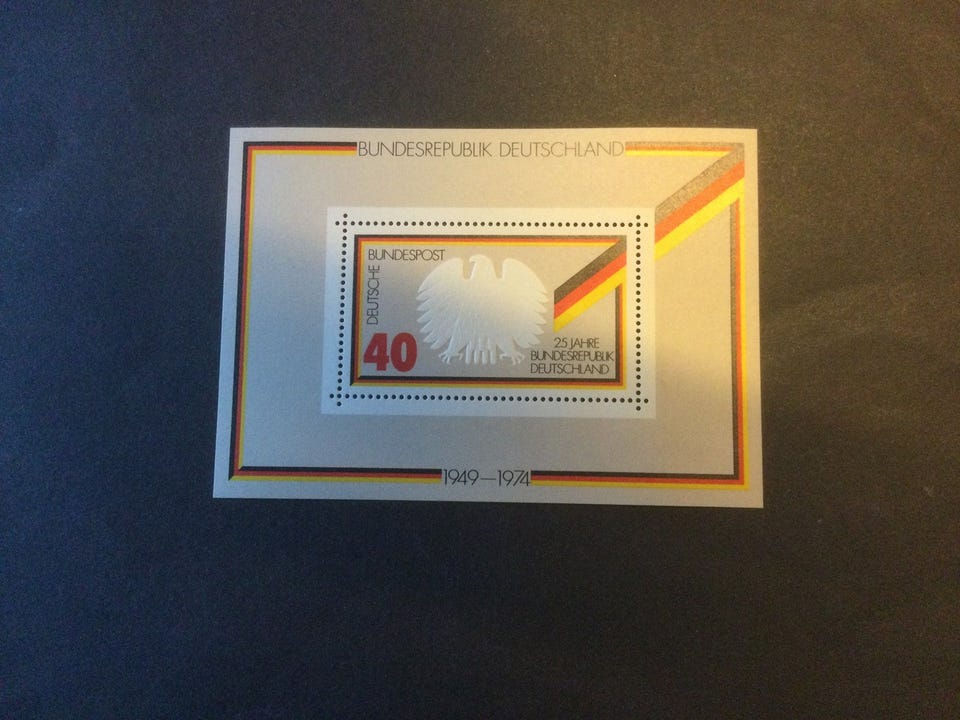 BUNDESREPUBLIK DEUTSCHLAND
BUNDESPOST
DEUTSCHE
40
25 JAHRE
BUNDESREPUBLIK
DEUTSCHLAND
1949—1974